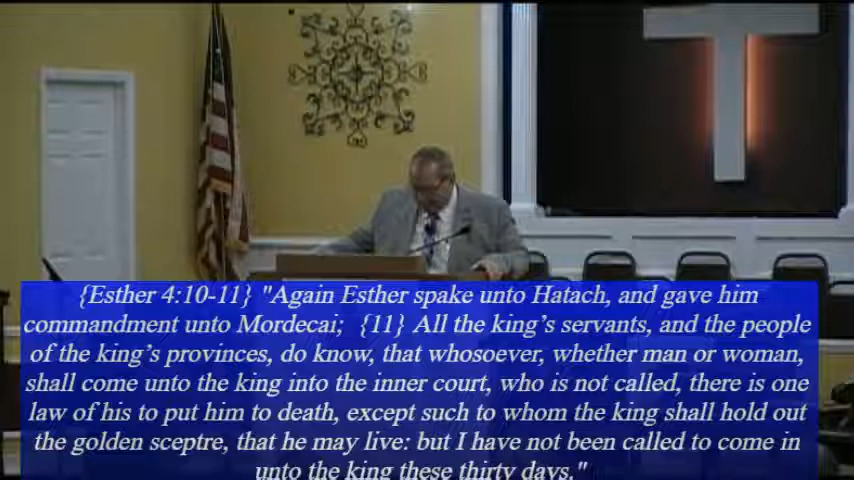 {Esther 4:10-11} "Again Esther spake unto Hatach, and gave him
commandment unto Mordecai; {11} All the king's servants, and the people
of the king's provinces, do know, that whosoever, whether man or woman,
shall come unto the king into the inner court, who is not called, there is one
law of his to put him to death, except such to whom the king shall hold out
the golden sceptre, that he may live: but I have not been called to come in
unto the king these thirty days."